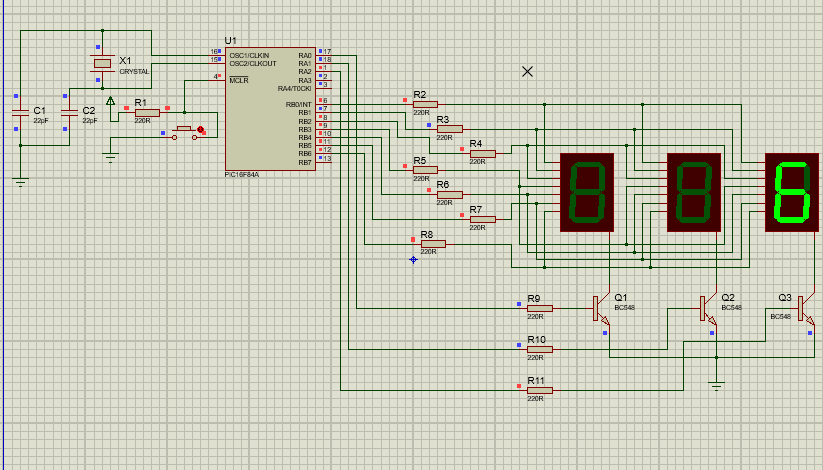 U1
16 OSC1/CLKIN RA0 17
15 OSC2/CLKOUT RA1 18
RA2 1
4 MCLR RA3 2
RA4/T0CKI 3
RB0/INT 6
RB1 7
RB2 8
RB3 9
RB4 10
RB5 11
RB6 12
RB7 13
PIC16F84A
X1
CRYSTAL
C1
22pF
C2
22pF
R1
220R
R2
220R
R3
220R
R4
220R
R5
220R
R6
220R
R7
220R
R8
220R
6
R9
220R
R10
220R
R11
220R
Q1
BC548
Q2
BC548
Q3
BC548